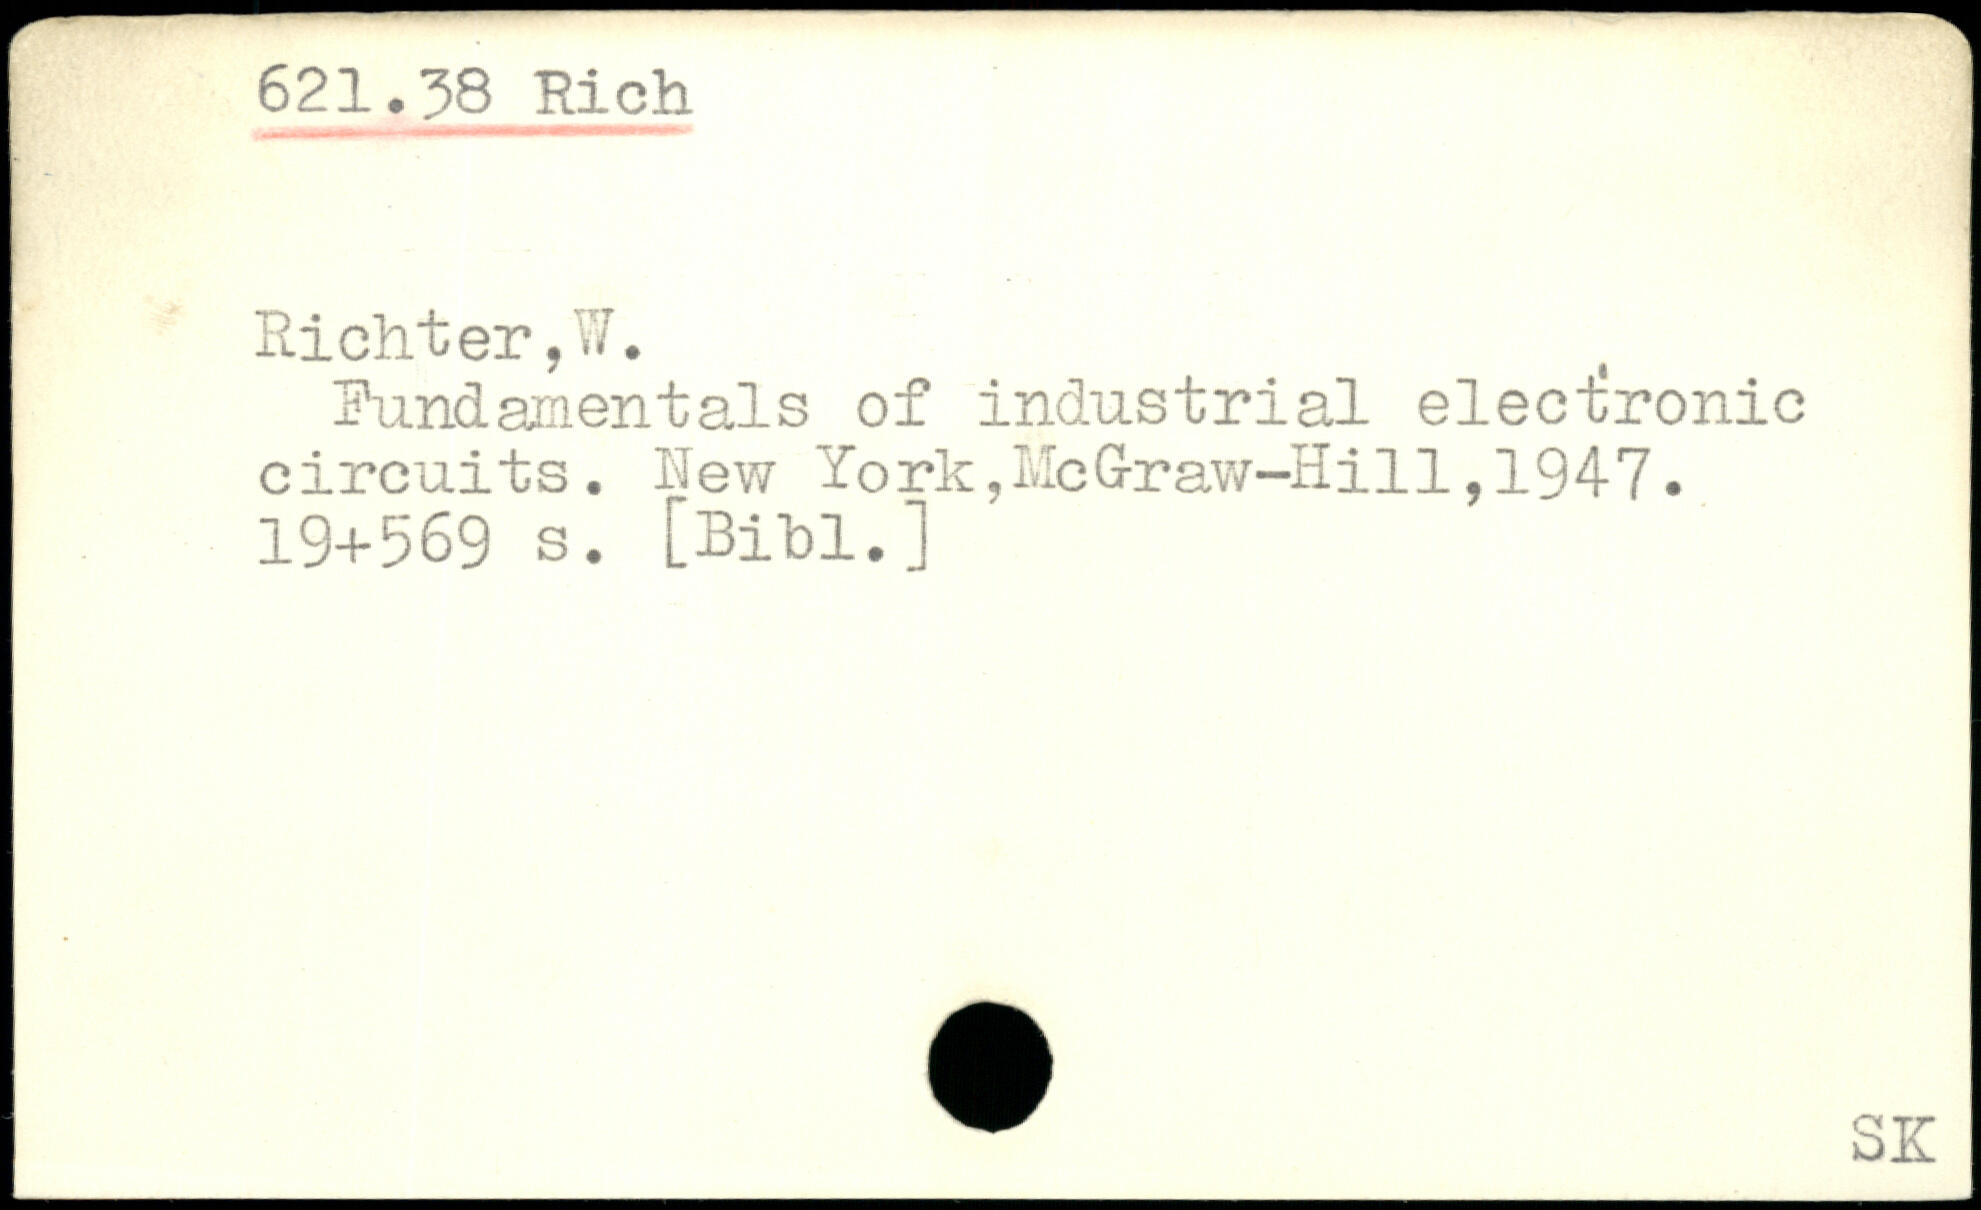 621.38 Rich
Richter,W.
Fundamentals of industrial electronic
circuits. New York,McGraw-Hill,1947.
19+569 s. [Bibl.]
SK